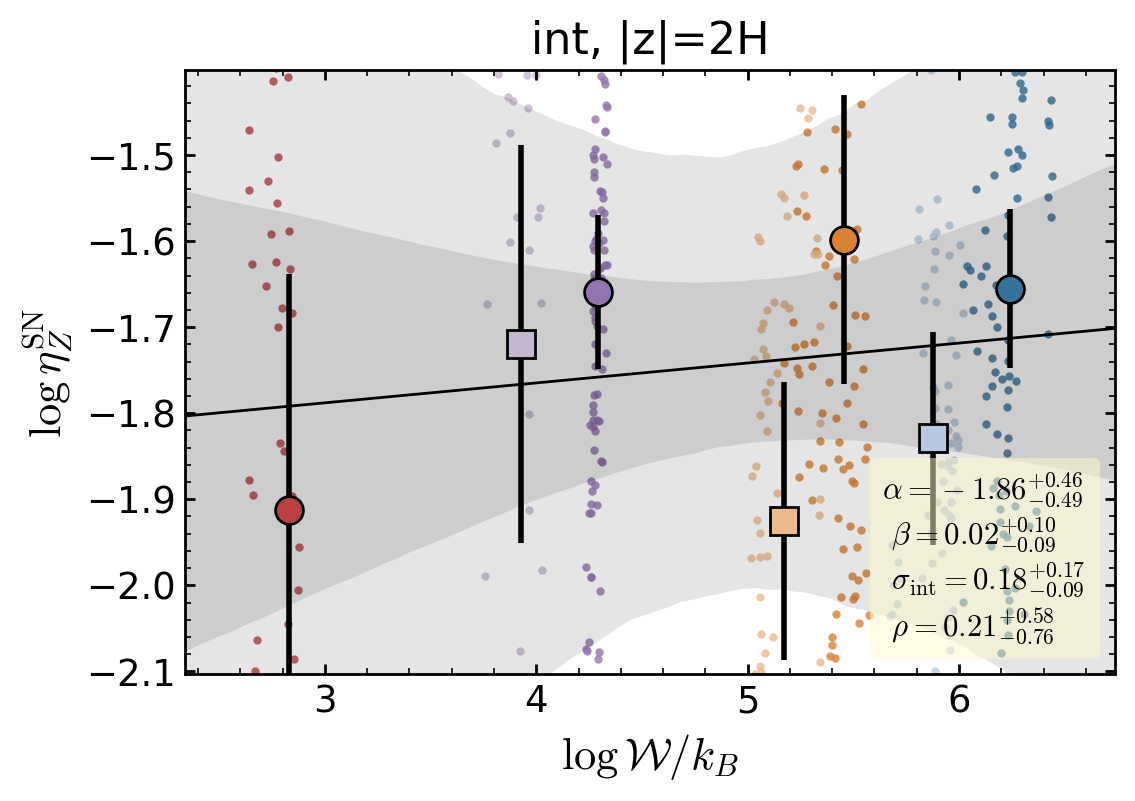 int, |z|=2H
−1.5
−1.6
−1.7
−1.8
−1.9
−2.0
−2.1
log η_Z^SN
α = −1.86^{+0.46}_{−0.49}
β = 0.02^{+0.10}_{−0.09}
σ_int = 0.18^{+0.17}_{−0.09}
ρ = 0.21^{+0.58}_{−0.76}
3 4 5 6
log 𝒲/k_B